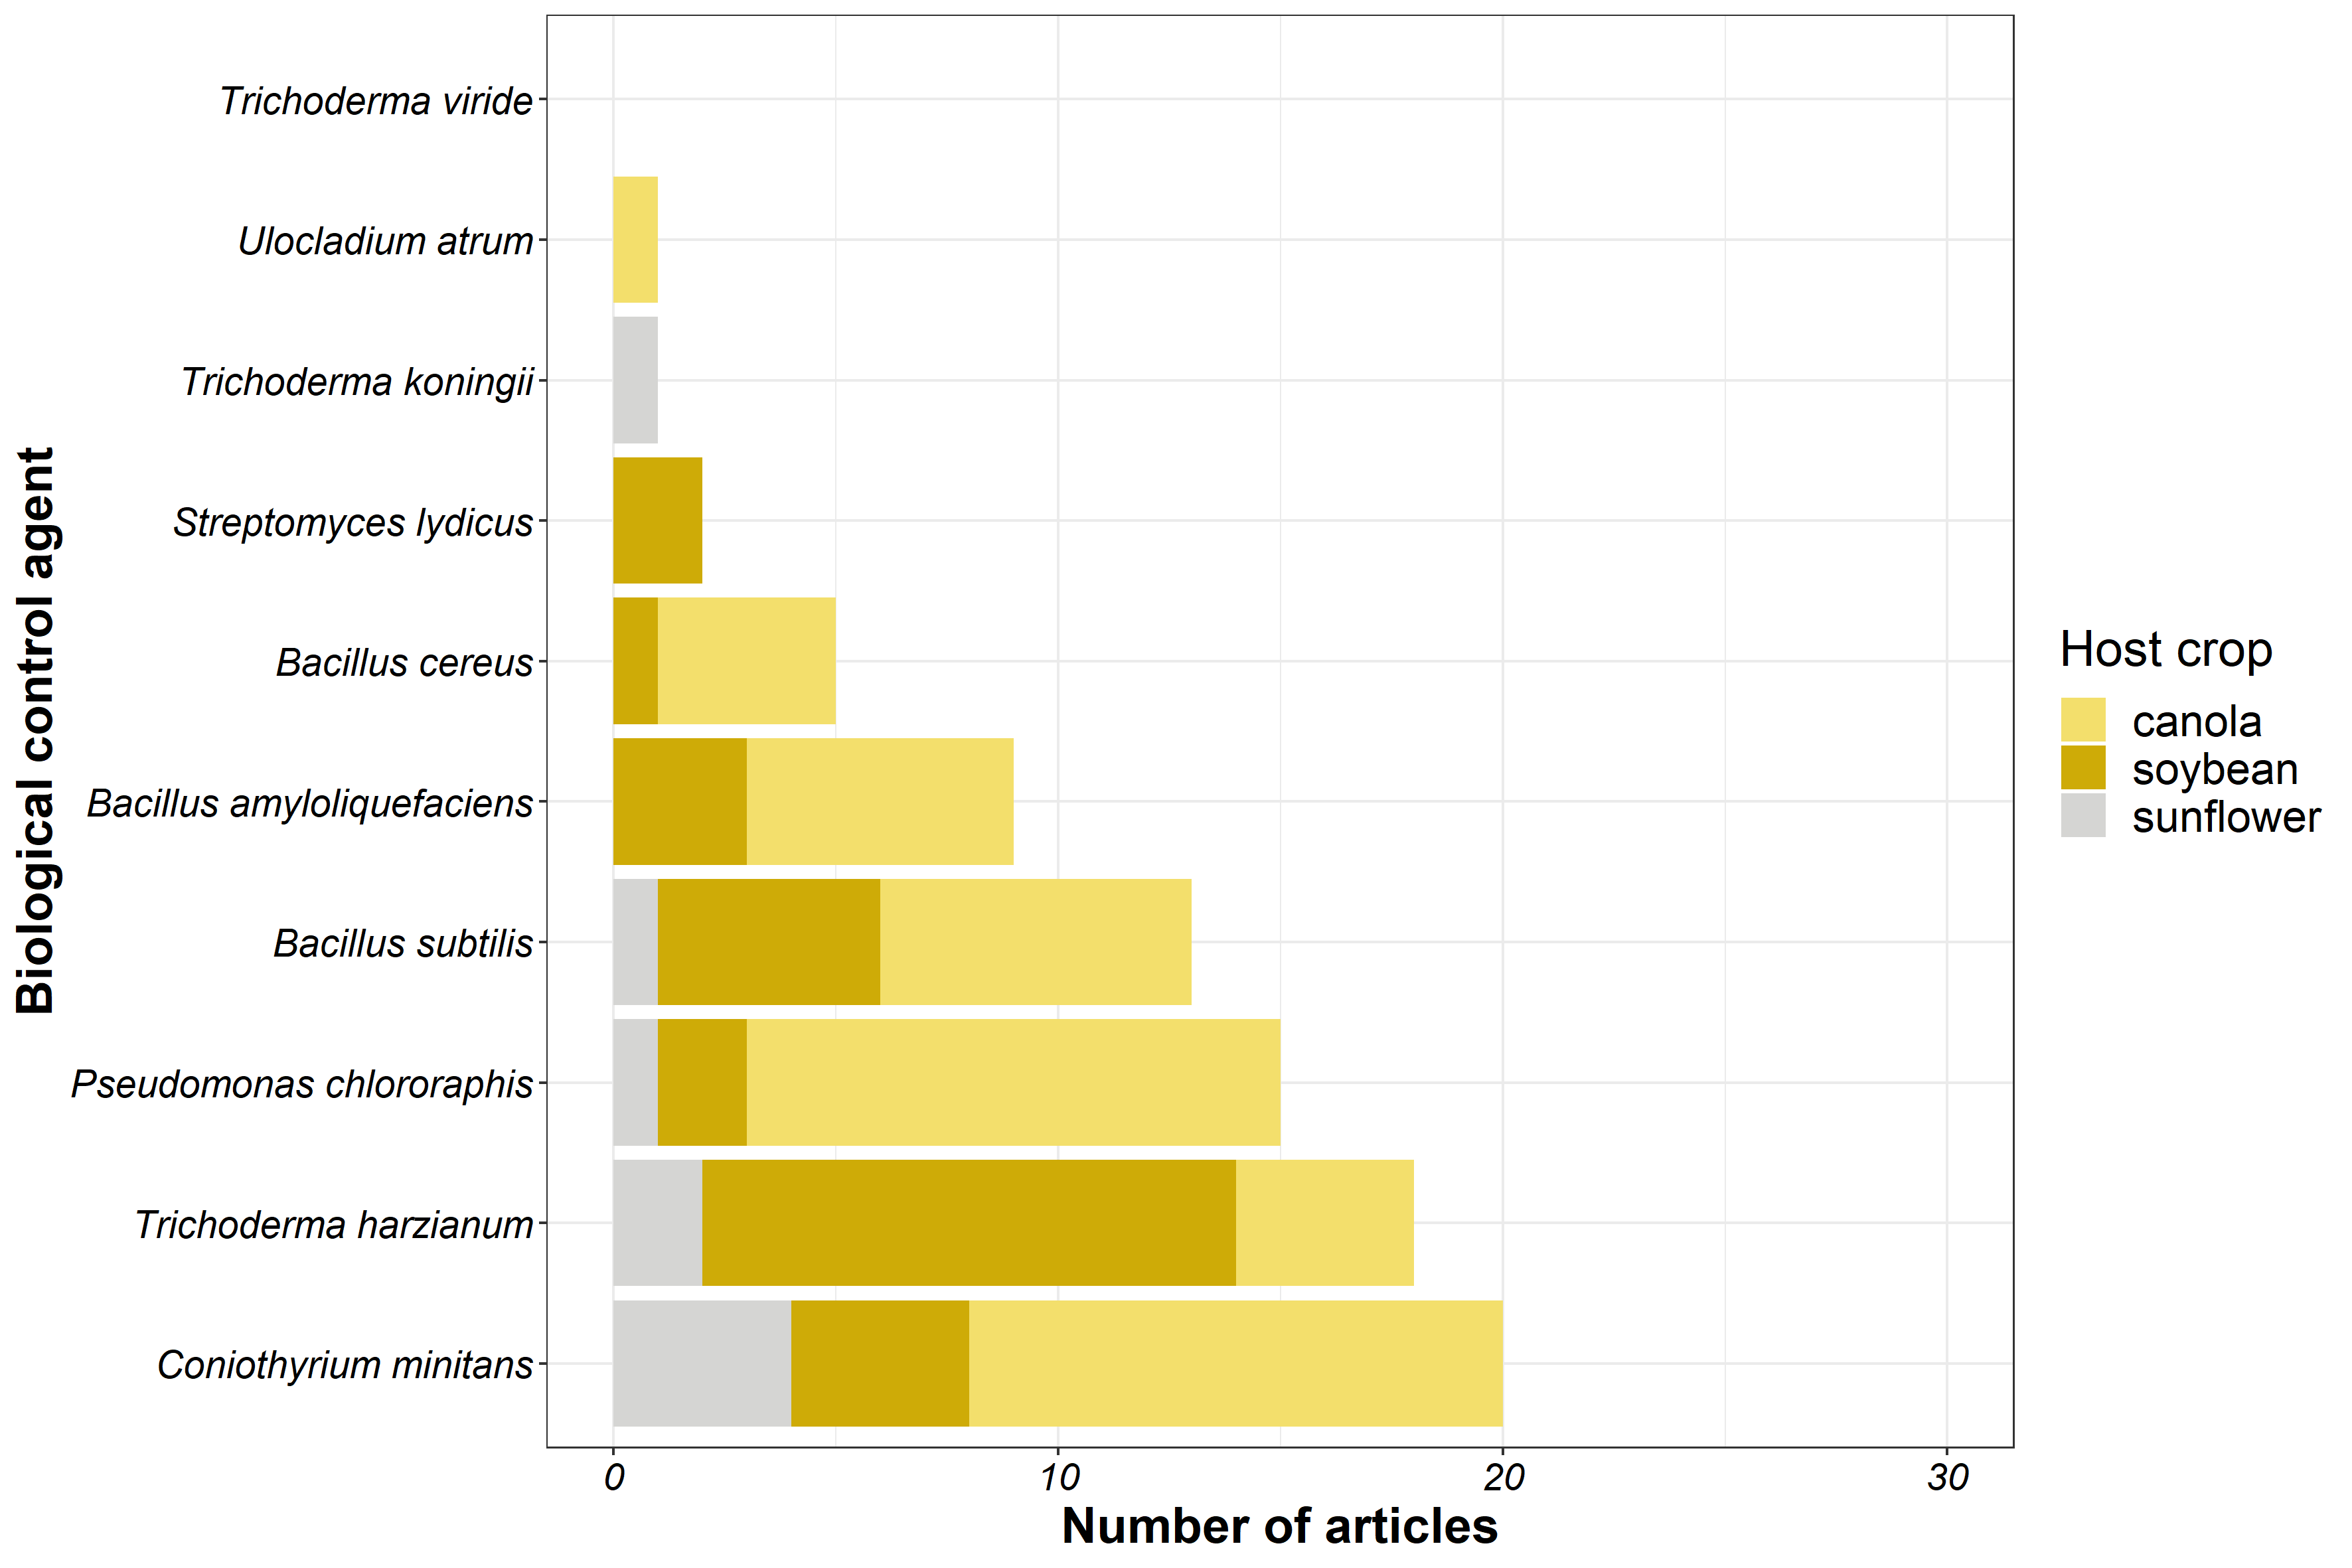 Biological control agent
Trichoderma viride
Ulocladium atrum
Trichoderma koningii
Streptomyces lydicus
Bacillus cereus
Bacillus amyloliquefaciens
Bacillus subtilis
Pseudomonas chlororaphis
Trichoderma harzianum
Coniothyrium minitans
0 10 20 30
Number of articles
Host crop
canola
soybean
sunflower